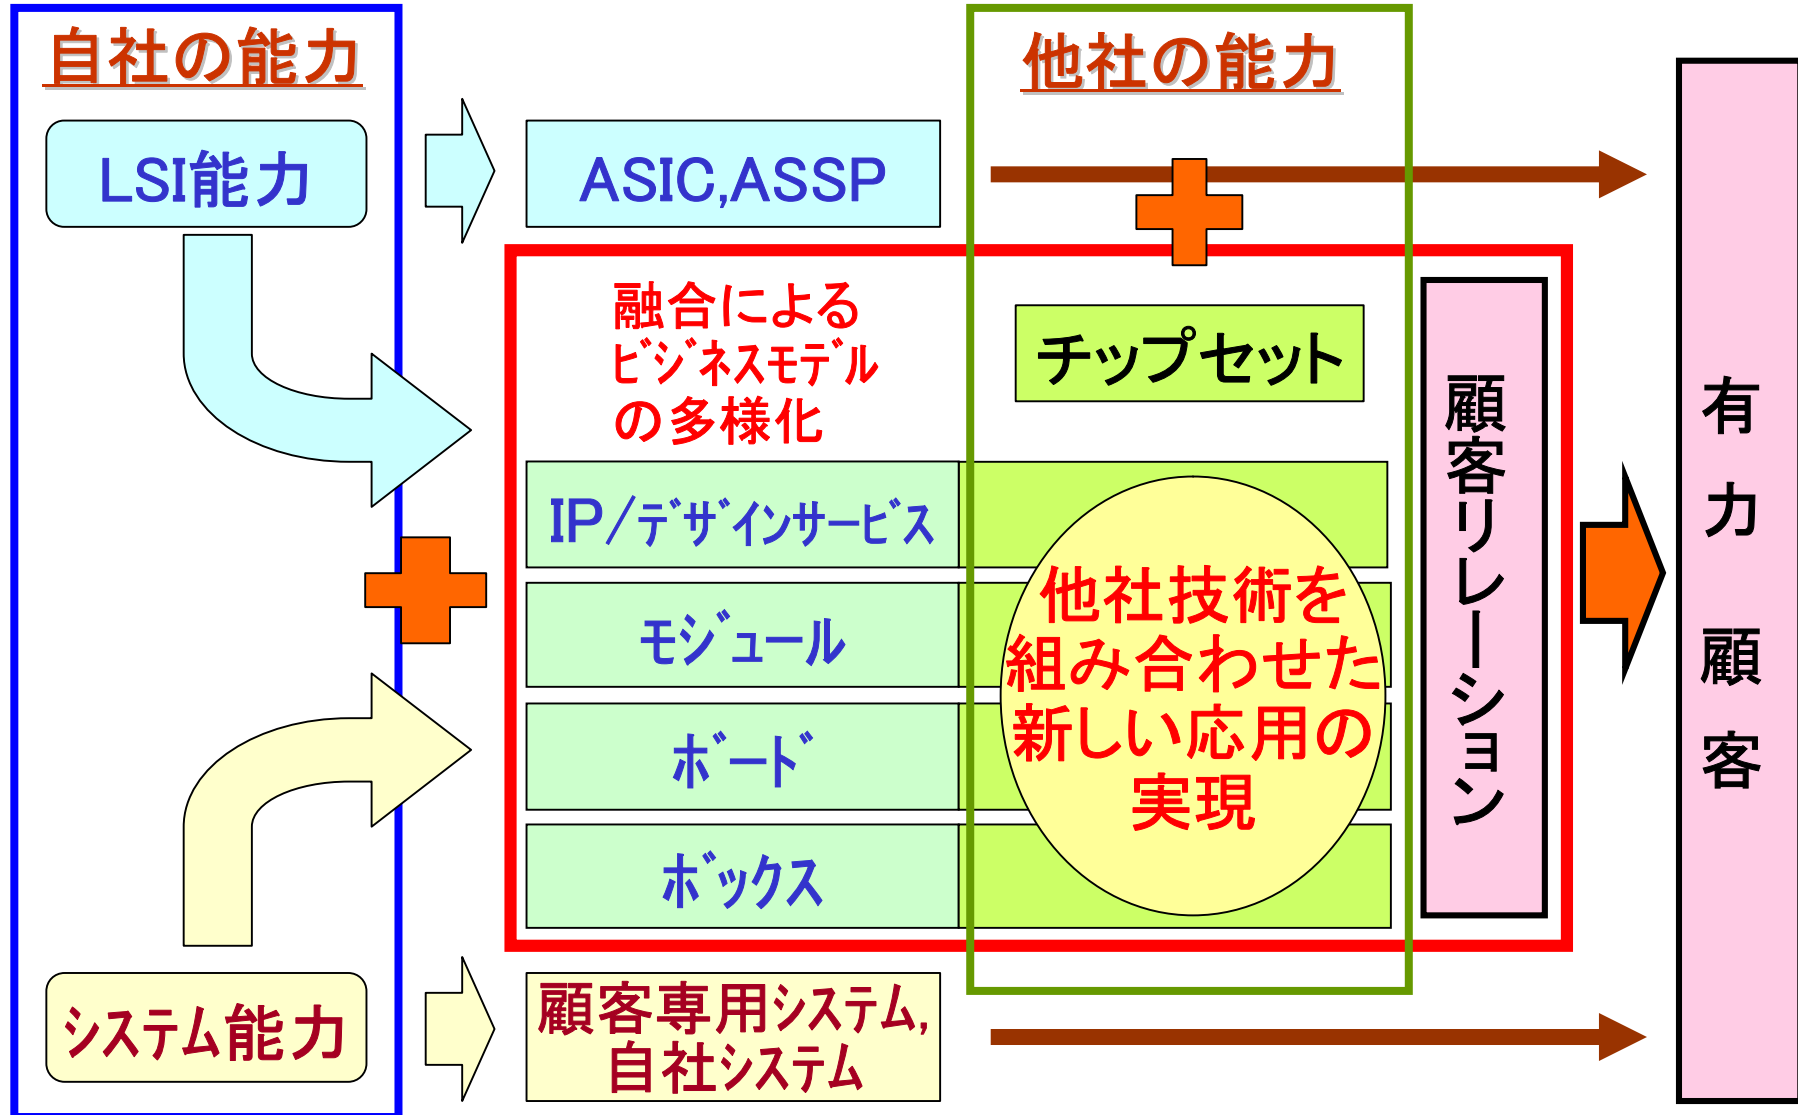 自社の能力
他社の能力
LSI能力
ASIC,ASSP
融合による
ビジネスモデル
の多様化
チップセット
IP/デザインサービス
モジュール
ボード
ボックス
他社技術を
組み合わせた
新しい応用の
実現
顧客リレーション
有力顧客
システム能力
顧客専用システム,
自社システム